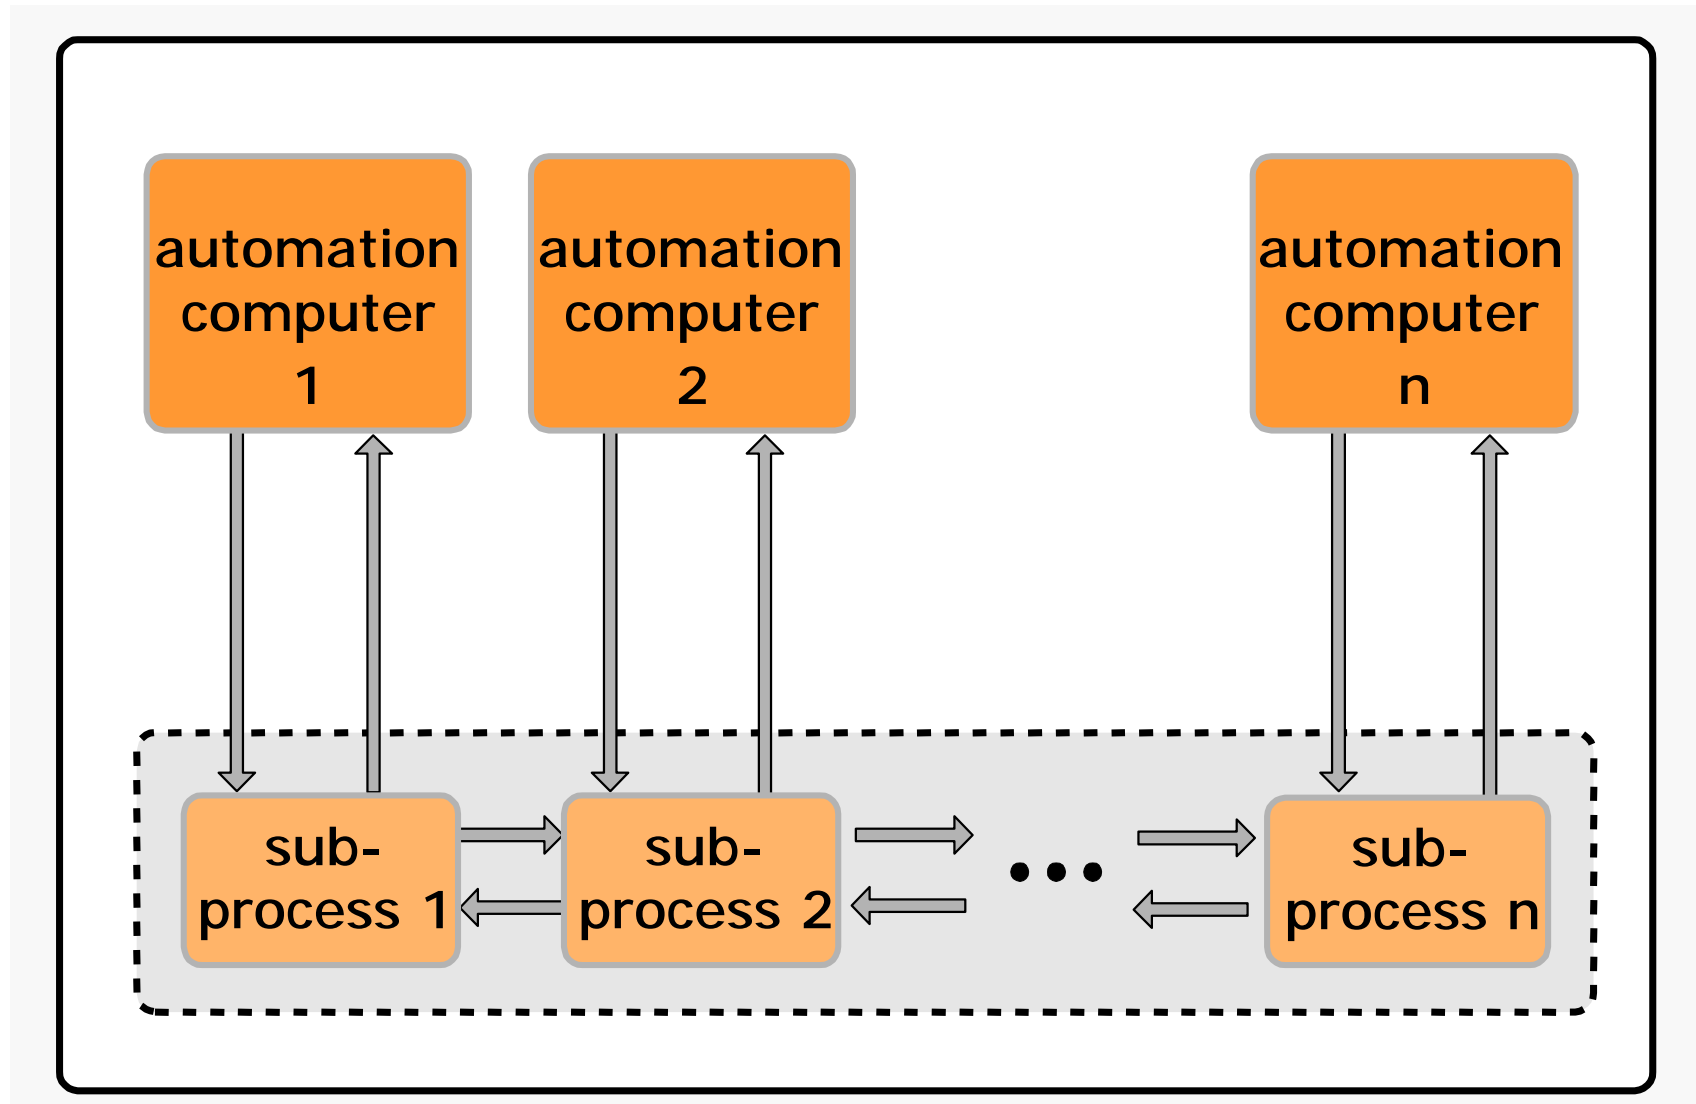 automation
computer
1
automation
computer
2
automation
computer
n
sub-
process 1
sub-
process 2
sub-
process n